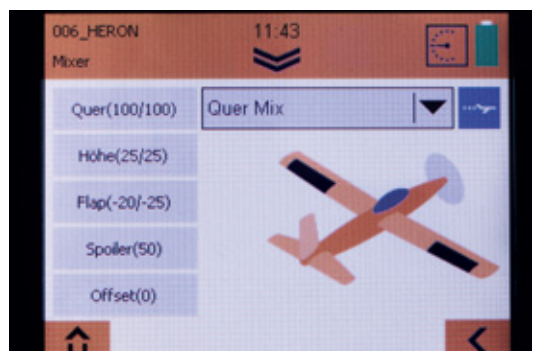 006_HERON
11:43
Mixer
Quer(100/100)
Quer Mix
Höhe(25/25)
Flap(-20/-25)
Spoiler(50)
Offset(0)